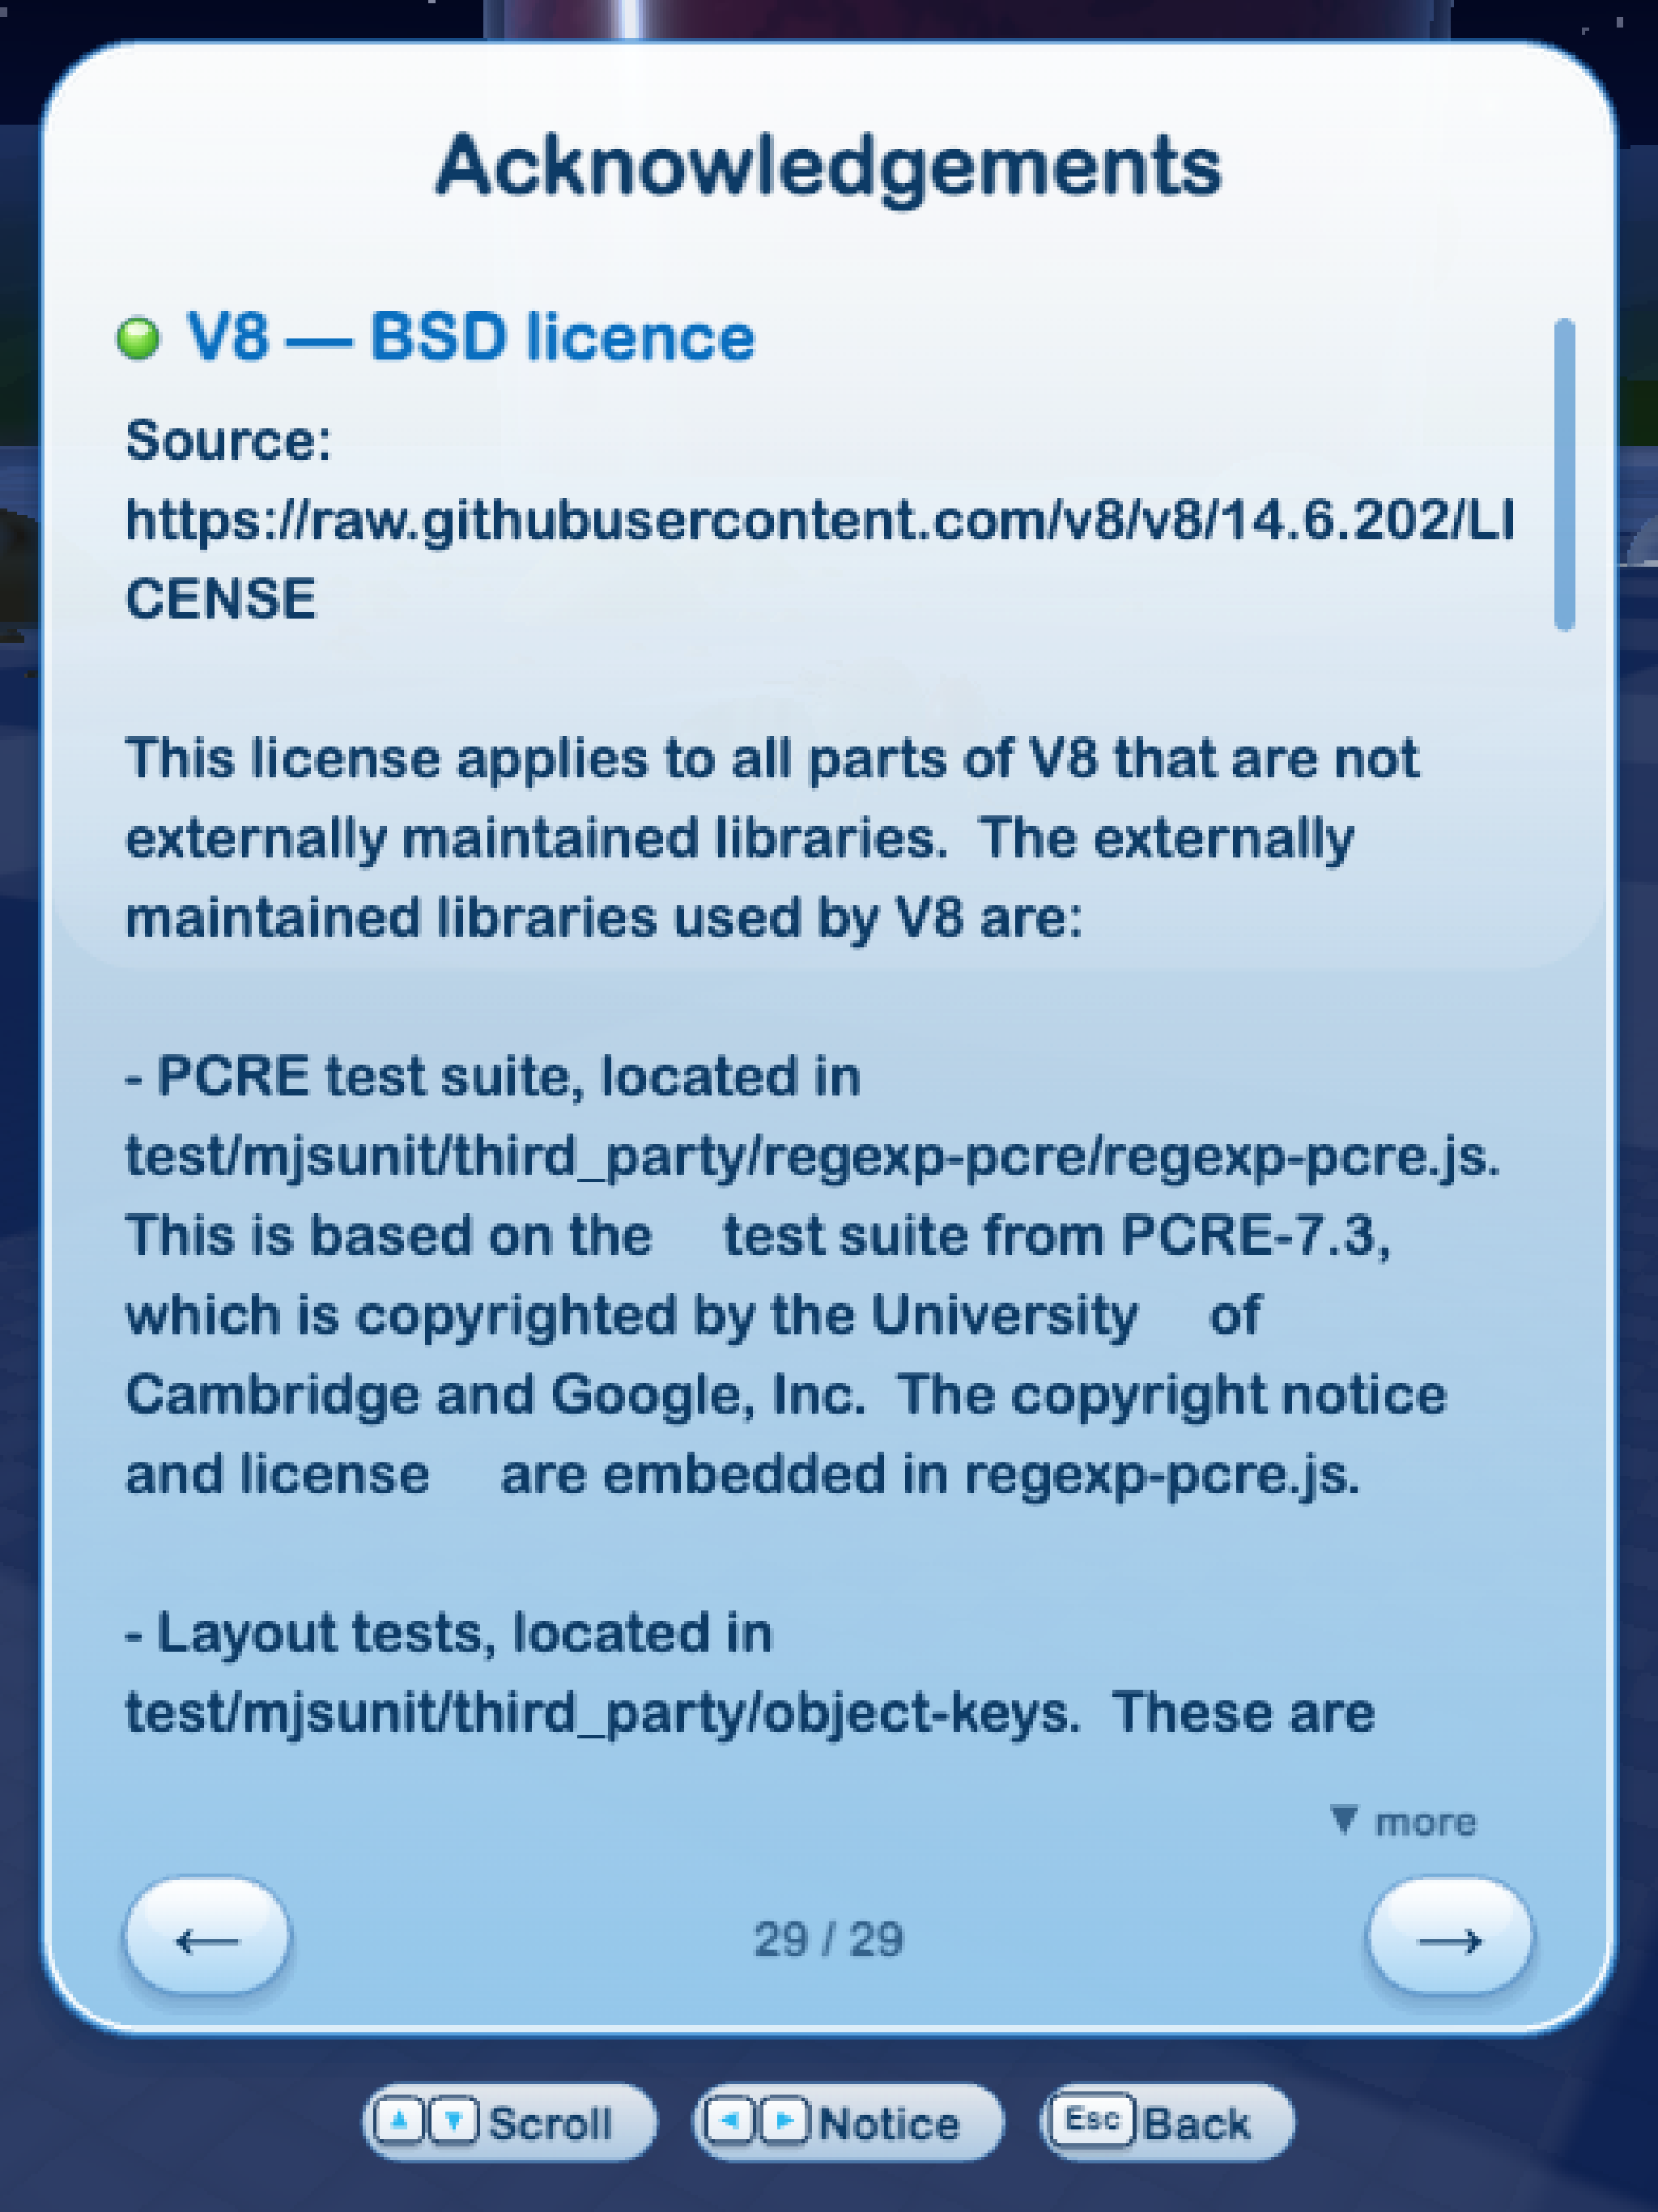 Acknowledgements
V8 — BSD licence
Source:
https://raw.githubusercontent.com/v8/v8/14.6.202/LI
CENSE
This license applies to all parts of V8 that are not
externally maintained libraries.  The externally
maintained libraries used by V8 are:
- PCRE test suite, located in
test/mjsunit/third_party/regexp-pcre/regexp-pcre.js.
This is based on the     test suite from PCRE-7.3,
which is copyrighted by the University     of
Cambridge and Google, Inc.  The copyright notice
and license     are embedded in regexp-pcre.js.
- Layout tests, located in
test/mjsunit/third_party/object-keys.  These are
▼ more
← 29 / 29 →
▲ ▼ Scroll ◄ ► Notice Esc Back